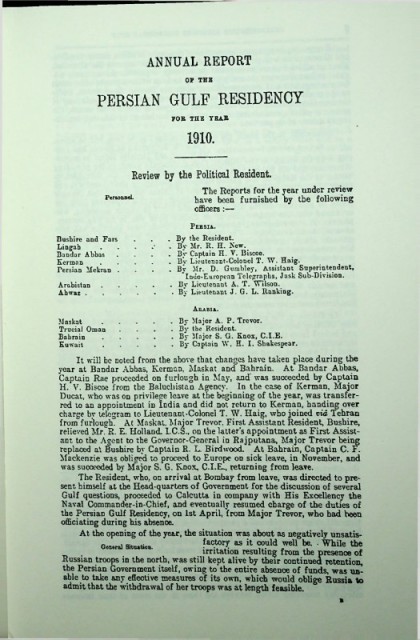 ANNUAL REPORT
OF THE
PERSIAN GULF RESIDENCY
FOR THE YEAR
1910.
Review by the Political Resident.
Personnel.
The Reports for the year under review
have been furnished by the following
officers :—
PERSIA.
Bushire and Fars . . . By the Resident.
Lingah . . . . By Mr. R. H. New.
Bandar Abbas . . . . By Captain H. V. Biscoe.
Kerman . . . . By Lieutenant-Colonel T. W. Haig.
Persian Mekran . . . . By Mr. D. Gumbley, Assistant Superintendent,
Indo-European Telegraphs, Jask Sub-Division.
Arabistan . . . . By Lieutenant A. T. Wilson.
Ahwaz . . . . By Lieutenant J. G. L. Ranking.
ARABIA.
Maskat . . . . By Major A. P. Trevor.
Trucial Oman . . . . By the Resident.
Bahrein . . . . By Major S. G. Knox, C.I.E.
Kuwait . . . . By Captain W. H. I. Shakespear.
It will be noted from the above that changes have taken place during the
year at Bandar Abbas, Kerman, Maskat and Bahrein. At Bandar Abbas,
Captain Rae proceeded on furlough in May, and was succeeded by Captain
H. V. Biscoe from the Baluchistan Agency. In the case of Kerman, Major
Ducat, who was on privilege leave at the beginning of the year, was transfer-
red to an appointment in India and did not return to Kerman, handing over
charge by telegram to Lieutenant-Colonel T. W. Haig, who joined viâ Tehran
from furlough. At Maskat, Major Trevor, First Assistant Resident, Bushire,
relieved Mr. R. E. Holland, I.C.S., on the latter's appointment as First Assist-
ant to the Agent to the Governor-General in Rajputana, Major Trevor being
replaced at Bushire by Captain R. L. Birdwood. At Bahrein, Captain C. F.
Mackenzie was obliged to proceed to Europe on sick leave, in November, and
was succeeded by Major S. G. Knox, C.I.E., returning from leave.
The Resident, who, on arrival at Bombay from leave, was directed to pre-
sent himself at the Head-quarters of Government for the discussion of several
Gulf questions, proceeded to Calcutta in company with His Excellency the
Naval Commander-in-Chief, and eventually resumed charge of the duties of
the Persian Gulf Residency, on 1st April, from Major Trevor, who had been
officiating during his absence.
At the opening of the year, the situation was about as negatively unsatis-
General Situation.
factory as it could well be. While the
irritation resulting from the presence of
Russian troops in the north, was still kept alive by their continued retention,
the Persian Government itself, owing to the entire absence of funds, was un-
able to take any effective measures of its own, which would oblige Russia to
admit that the withdrawal of her troops was at length feasible.